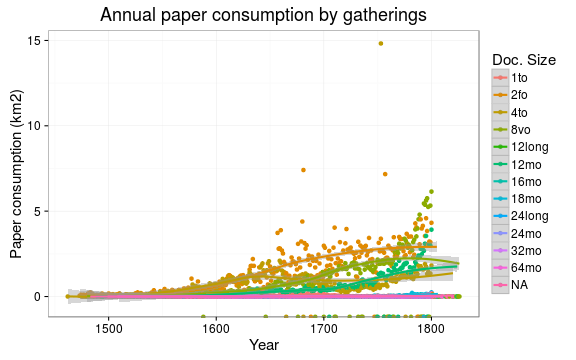 Annual paper consumption by gatherings
15
10
5
0
Paper consumption (km2)
1500
1600
1700
1800
Year
Doc. Size
1to
2fo
4to
8vo
12long
12mo
16mo
18mo
24long
24mo
32mo
64mo
NA